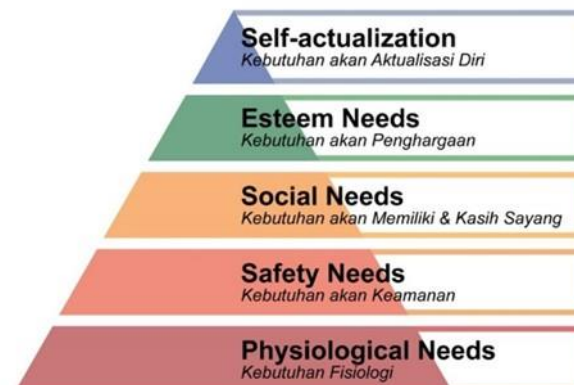 Self-actualization
Kebutuhan akan Aktualisasi Diri
Esteem Needs
Kebutuhan akan Penghargaan
Social Needs
Kebutuhan akan Memiliki & Kasih Sayang
Safety Needs
Kebutuhan akan Keamanan
Physiological Needs
Kebutuhan Fisiologi